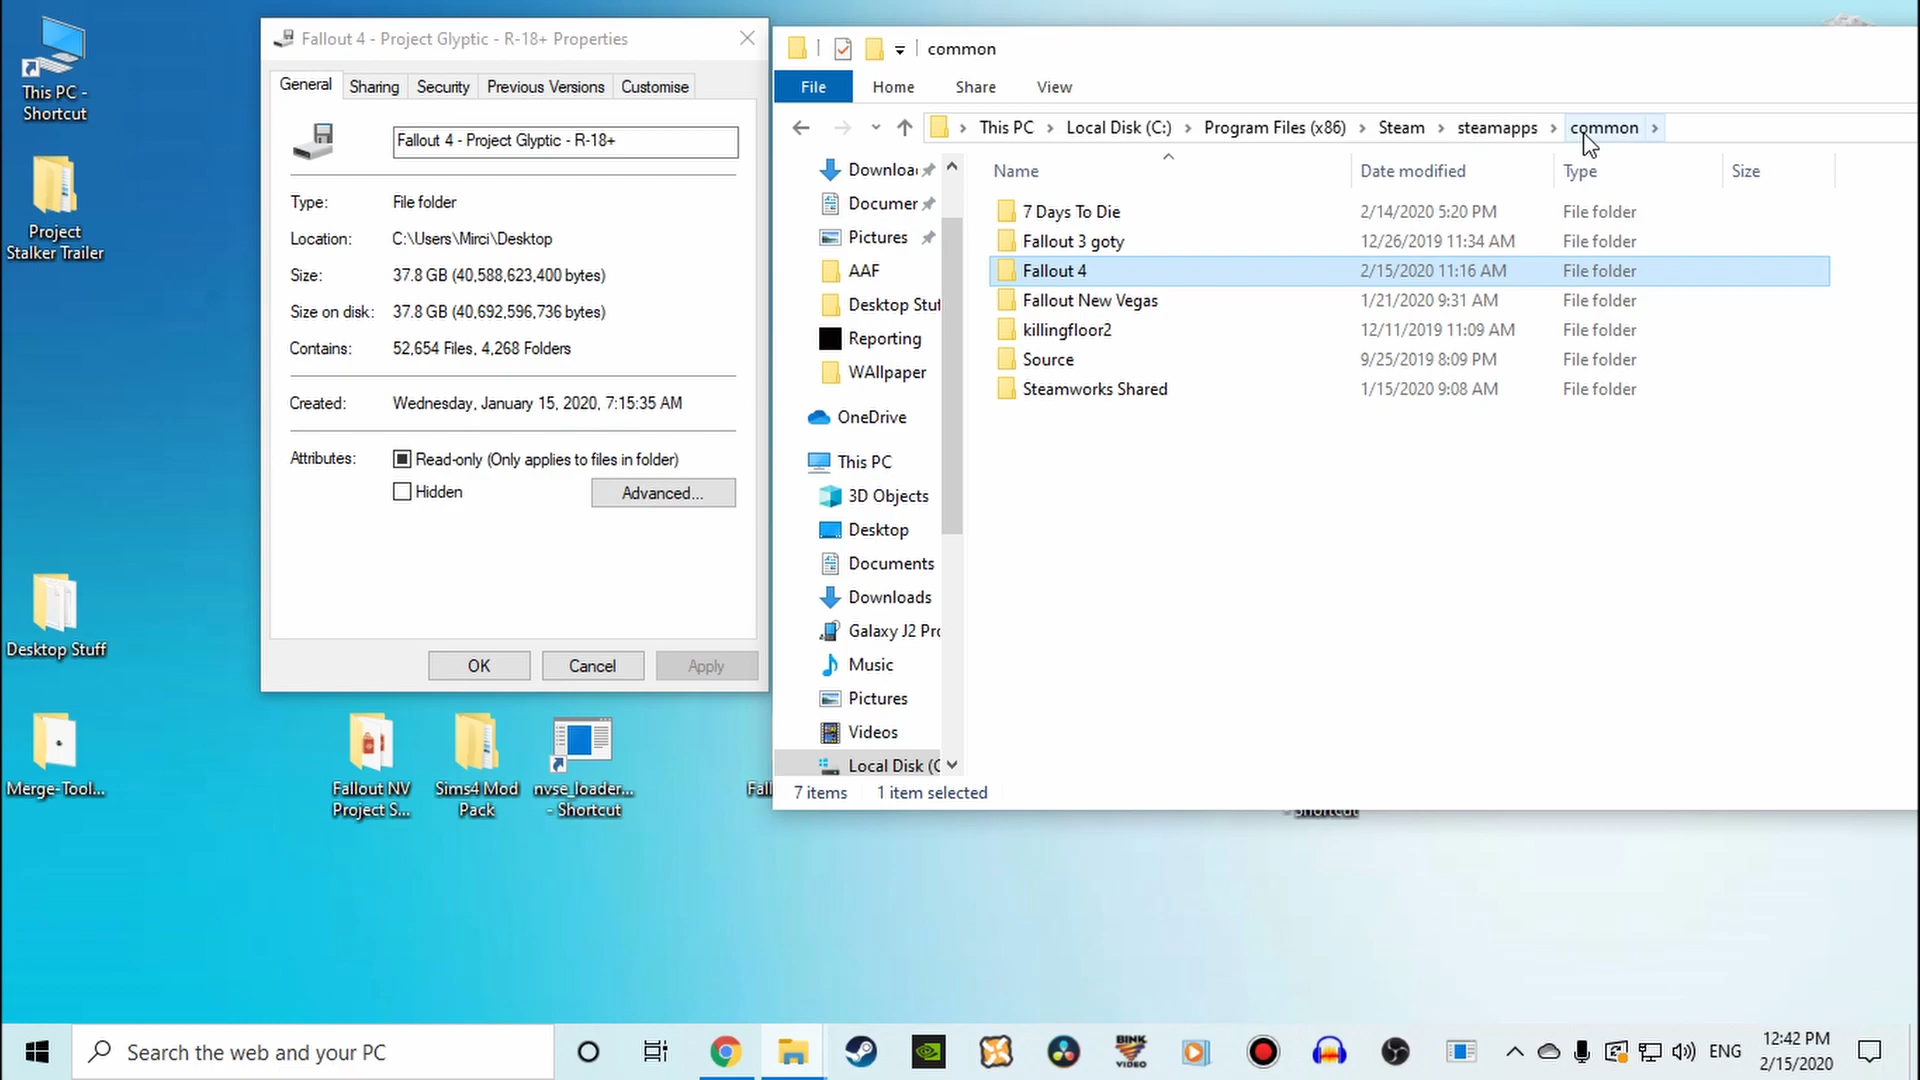 This PC -
Shortcut
Project
Stalker Trailer
Desktop Stuff
Merge-Tool...
Fallout 4 - Project Glyptic - R-18+ Properties
General
Sharing
Security
Previous Versions
Customise
Fallout 4 - Project Glyptic - R-18+
Type: File folder
Location: C:\Users\Mirci\Desktop
Size: 37.8 GB (40,588,623,400 bytes)
Size on disk: 37.8 GB (40,692,596,736 bytes)
Contains: 52,654 Files, 4,268 Folders
Created: Wednesday, January 15, 2020, 7:15:35 AM
Attributes: Read-only (Only applies to files in folder)
Hidden
Advanced...
OK
Cancel
Apply
Fallout NV
Project S...
Sims4 Mod
Pack
nvse_loader...
- Shortcut
Fall
- Shortcut
common
File
Home
Share
View
This PC > Local Disk (C:) > Program Files (x86) > Steam > steamapps > common >
Downloa
Documer
Pictures
AAF
Desktop Stuf
Reporting
WAllpaper
OneDrive
This PC
3D Objects
Desktop
Documents
Downloads
Galaxy J2 Pro
Music
Pictures
Videos
Local Disk (C
Name Date modified Type Size
7 Days To Die 2/14/2020 5:20 PM File folder
Fallout 3 goty 12/26/2019 11:34 AM File folder
Fallout 4 2/15/2020 11:16 AM File folder
Fallout New Vegas 1/21/2020 9:31 AM File folder
killingfloor2 12/11/2019 11:09 AM File folder
Source 9/25/2019 8:09 PM File folder
Steamworks Shared 1/15/2020 9:08 AM File folder
7 items
1 item selected
Search the web and your PC
BINK
VIDEO
ENG
12:42 PM
2/15/2020